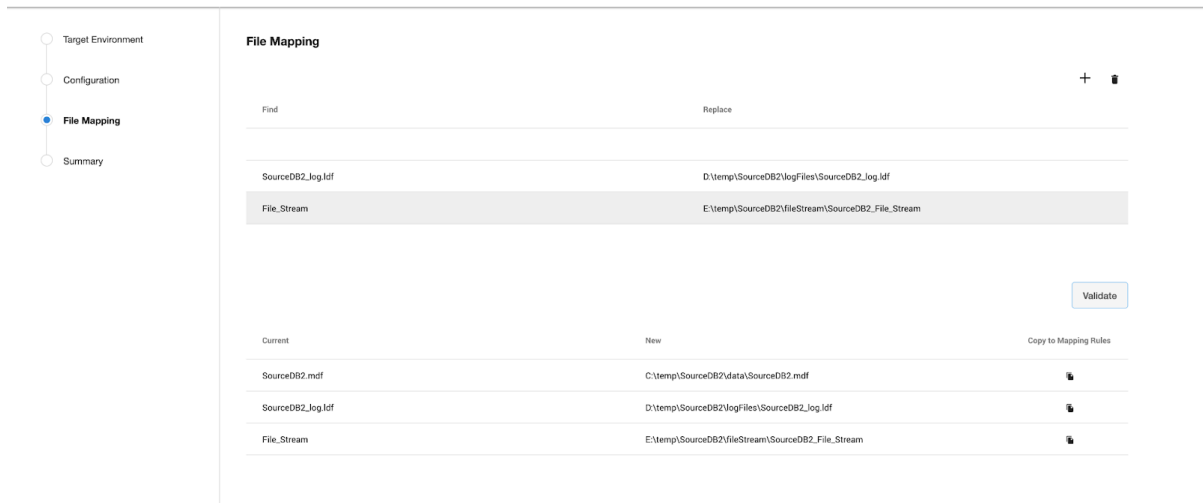 Target Environment
Configuration
File Mapping
Summary
File Mapping
Find Replace
SourceDB2_log.ldf D:\temp\SourceDB2\logFiles\SourceDB2_log.ldf
File_Stream E:\temp\SourceDB2\fileStream\SourceDB2_File_Stream
Validate
Current New Copy to Mapping Rules
SourceDB2.mdf C:\temp\SourceDB2\data\SourceDB2.mdf
SourceDB2_log.ldf D:\temp\SourceDB2\logFiles\SourceDB2_log.ldf
File_Stream E:\temp\SourceDB2\fileStream\SourceDB2_File_Stream